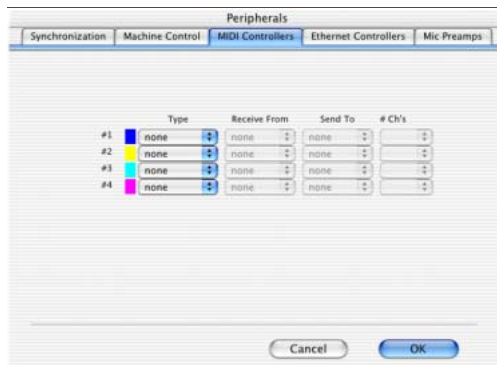 Peripherals
Synchronization Machine Control MIDI Controllers Ethernet Controllers Mic Preamps
Type Receive From Send To # Ch's
#1 none none none
#2 none none none
#3 none none none
#4 none none none
Cancel OK